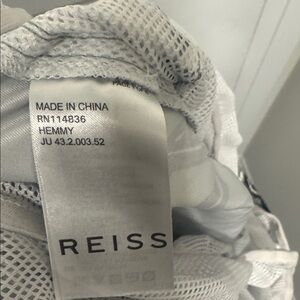 MADE IN CHINA
RN114836
HEMMY
JU 43.2.003.52
REISS